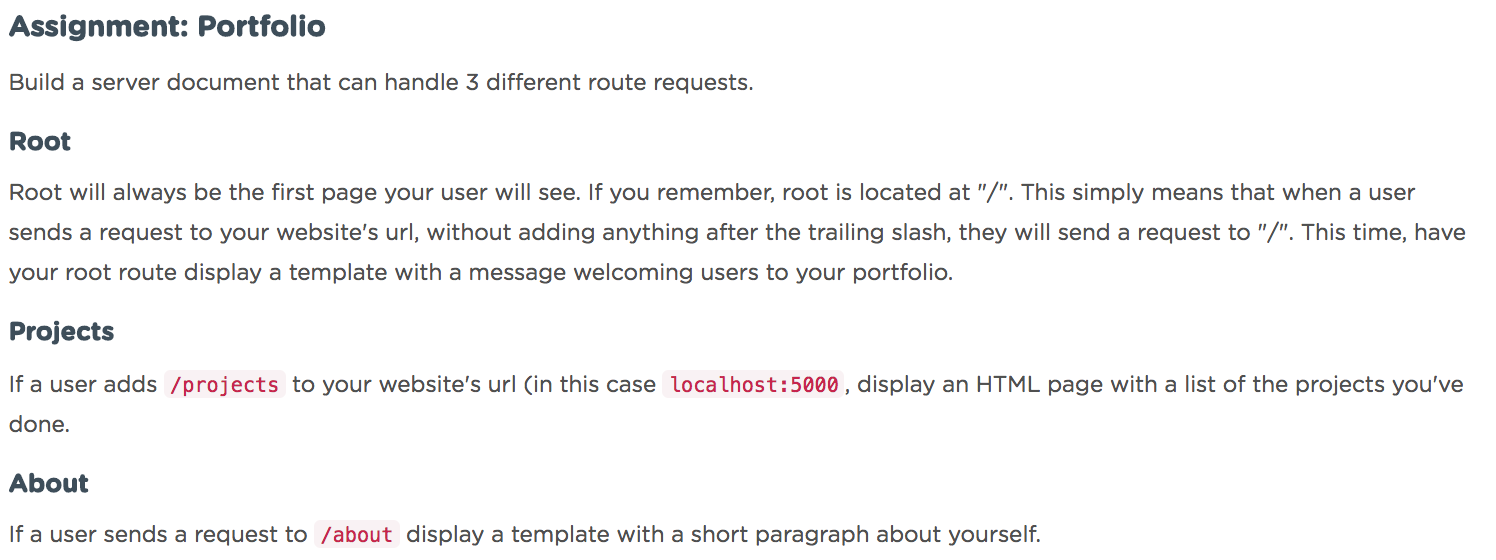 Assignment: Portfolio
Build a server document that can handle 3 different route requests.
Root
Root will always be the first page your user will see. If you remember, root is located at "/". This simply means that when a user
sends a request to your website's url, without adding anything after the trailing slash, they will send a request to "/". This time, have
your root route display a template with a message welcoming users to your portfolio.
Projects
If a user adds /projects to your website's url (in this case localhost:5000, display an HTML page with a list of the projects you've
done.
About
If a user sends a request to /about display a template with a short paragraph about yourself.